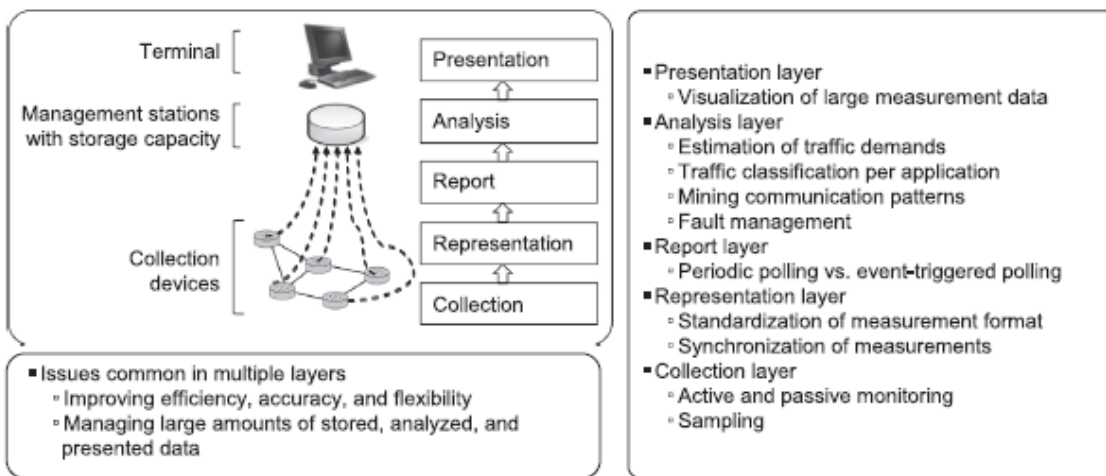 Terminal
Management stations
with storage capacity
Collection
devices
Presentation
Analysis
Report
Representation
Collection
▪Issues common in multiple layers
▫Improving efficiency, accuracy, and flexibility
▫Managing large amounts of stored, analyzed, and
presented data
▪Presentation layer
▫Visualization of large measurement data
▪Analysis layer
▫Estimation of traffic demands
▫Traffic classification per application
▫Mining communication patterns
▫Fault management
▪Report layer
▫Periodic polling vs. event-triggered polling
▪Representation layer
▫Standardization of measurement format
▫Synchronization of measurements
▪Collection layer
▫Active and passive monitoring
▫Sampling